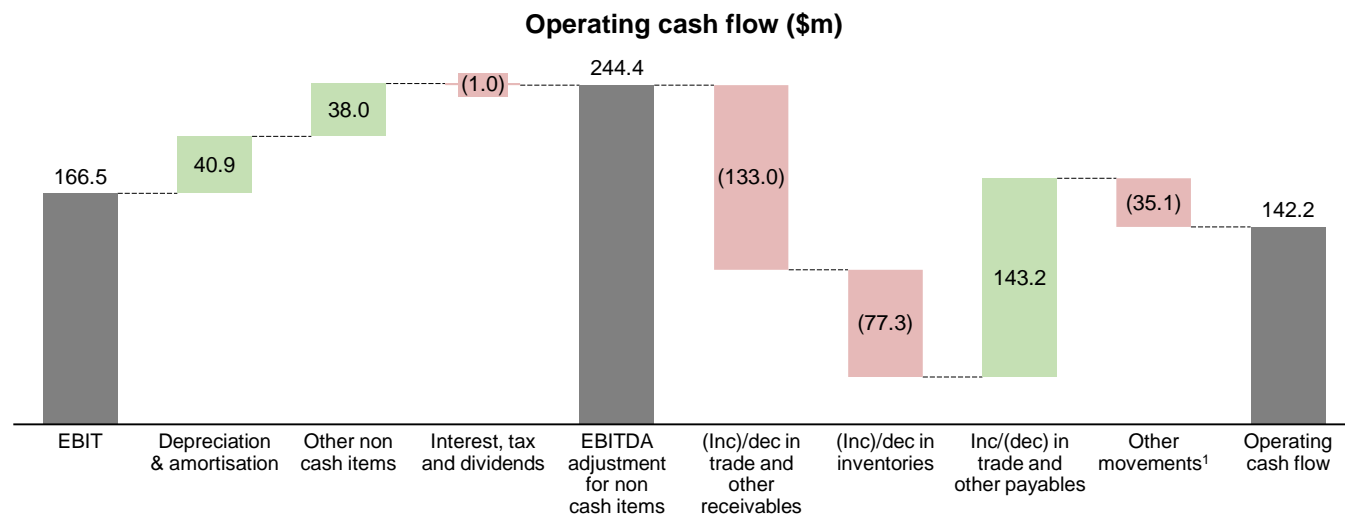 Operating cash flow ($m)
166.5
40.9
38.0
(1.0)
244.4
(133.0)
(77.3)
143.2
(35.1)
142.2
EBIT
Depreciation
& amortisation
Other non
cash items
Interest, tax
and dividends
EBITDA
adjustment
for non
cash items
(Inc)/dec in
trade and
other
receivables
(Inc)/dec in
inventories
Inc/(dec) in
trade and
other payables
Other
movements¹
Operating
cash flow